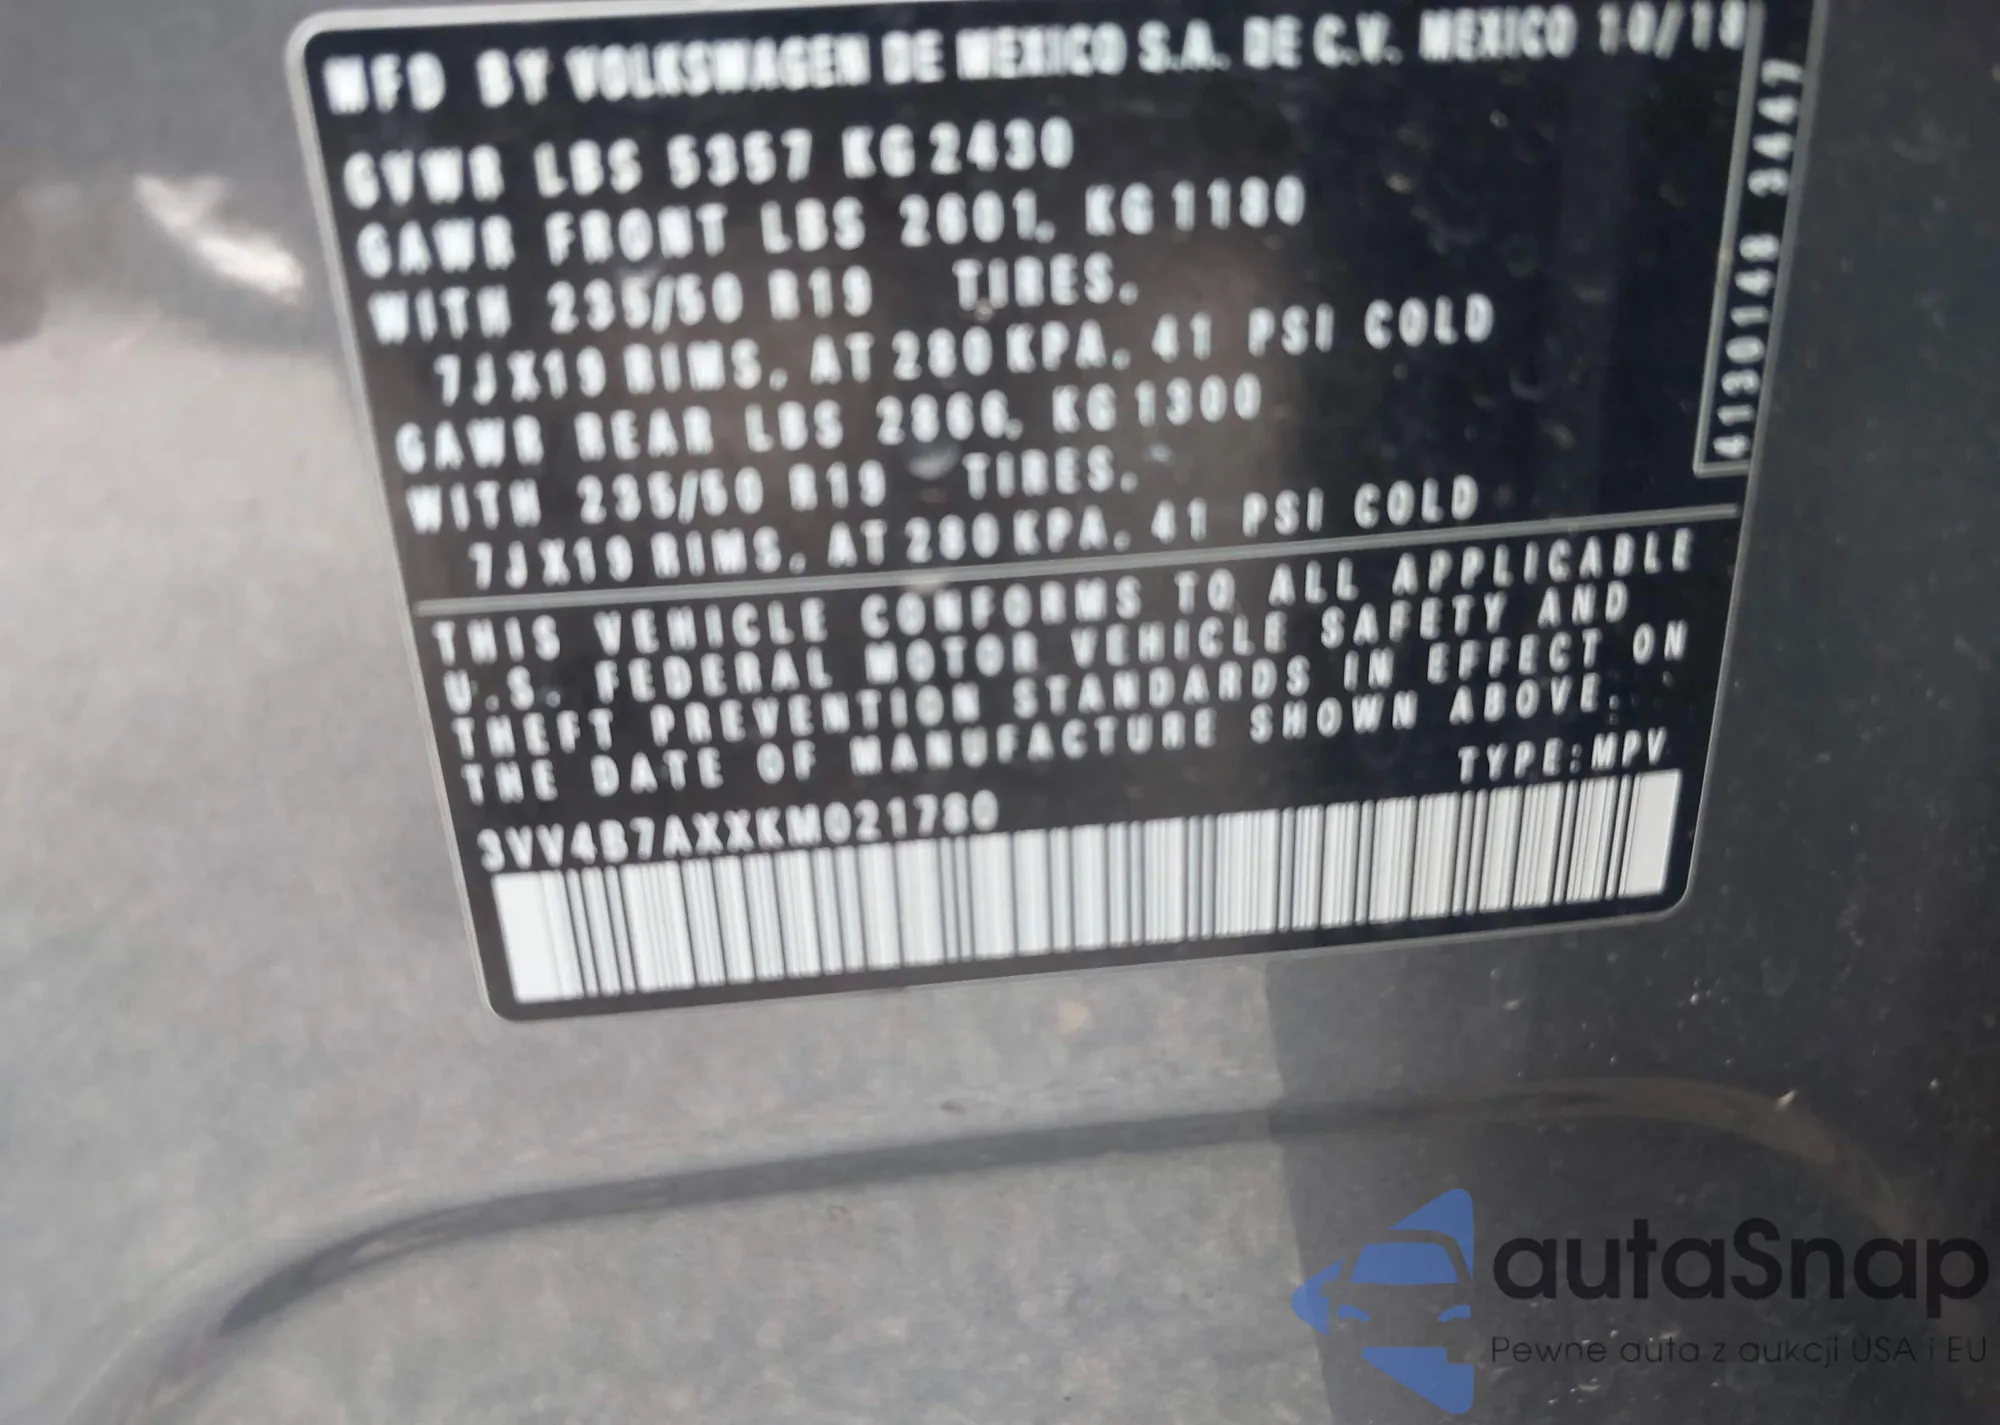 MFD BY VOLKSWAGEN DE MEXICO S.A. DE C.V. MEXICO 10/18
GVWR LBS 5357 KG 2430
GAWR FRONT LBS 2601, KG 1180
WITH 235/50 R19 TIRES,
7JX19 RIMS, AT 280 KPA, 41 PSI COLD
GAWR REAR LBS 2866, KG 1300
WITH 235/50 R19 TIRES,
7JX19 RIMS, AT 280 KPA, 41 PSI COLD
4130148 3447
THIS VEHICLE CONFORMS TO ALL APPLICABLE
U.S. FEDERAL MOTOR VEHICLE SAFETY AND
THEFT PREVENTION STANDARDS IN EFFECT ON
THE DATE OF MANUFACTURE SHOWN ABOVE.
TYPE:MPV
3VV4B7AXXKM021780
autaSnap
Pewne auta z aukcji USA i EU